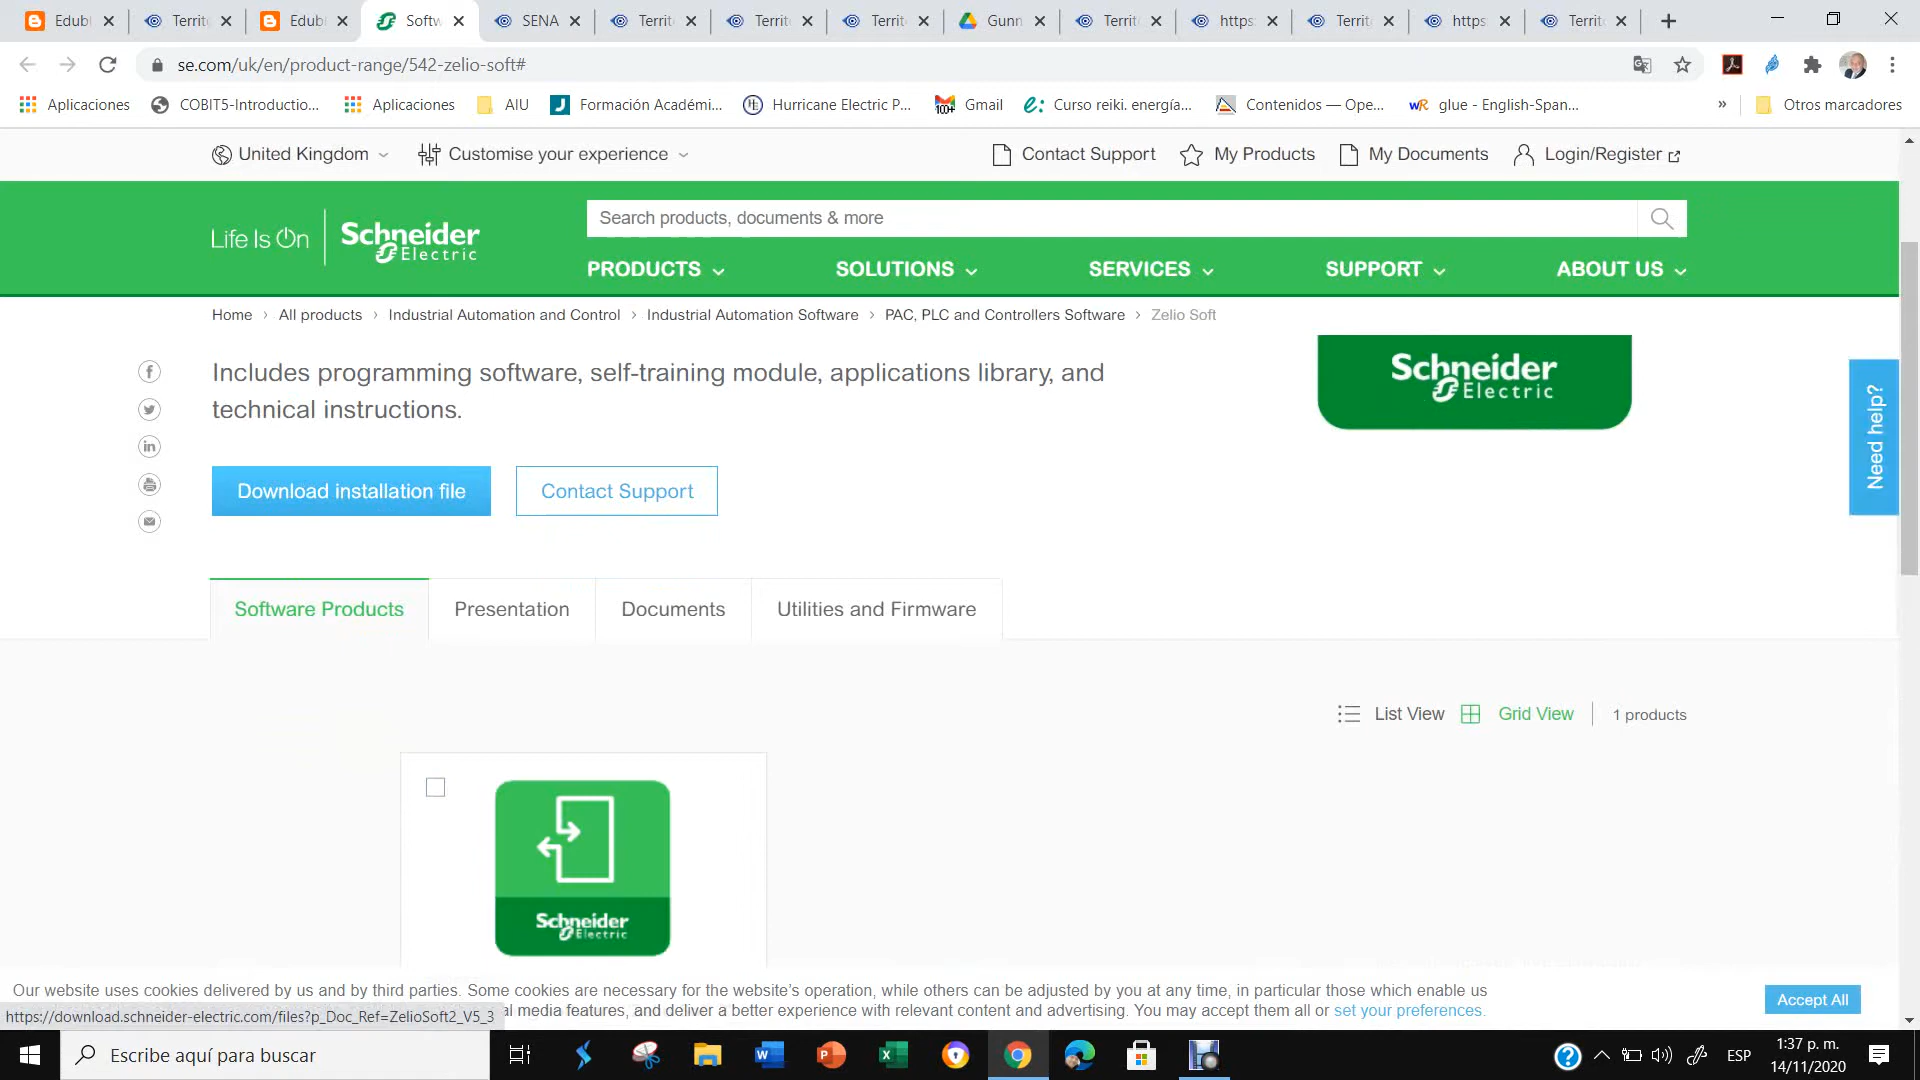 Edubl
Territ
Edubl
Softw
SENA
Territ
Territ
Territ
Gunn
Territ
https
Territ
https
Territ
se.com/uk/en/product-range/542-zelio-soft#
Aplicaciones
COBIT5-Introductio...
Aplicaciones
AIU
Formación Académi...
Hurricane Electric P...
Gmail
Curso reiki. energía...
Contenidos — Ope...
glue - English-Span...
»
Otros marcadores
United Kingdom
Customise your experience
Contact Support
My Products
My Documents
Login/Register
Life Is On
Schneider
Electric
Search products, documents & more
PRODUCTS
SOLUTIONS
SERVICES
SUPPORT
ABOUT US
Home › All products › Industrial Automation and Control › Industrial Automation Software › PAC, PLC and Controllers Software › Zelio Soft
Includes programming software, self-training module, applications library, and
technical instructions.
Schneider
Electric
Need help?
Download installation file
Contact Support
Software Products
Presentation
Documents
Utilities and Firmware
List View
Grid View
1 products
Schneider
Electric
Our website uses cookies delivered by us and by third parties. Some cookies are necessary for the website's operation, while others can be adjusted by you at any time, in particular those which enable us
al media features, and deliver a better experience with relevant content and advertising. You may accept them all or set your preferences.
Accept All
https://download.schneider-electric.com/files?p_Doc_Ref=ZelioSoft2_V5_3
Escribe aquí para buscar
ESP
1:37 p. m.
14/11/2020